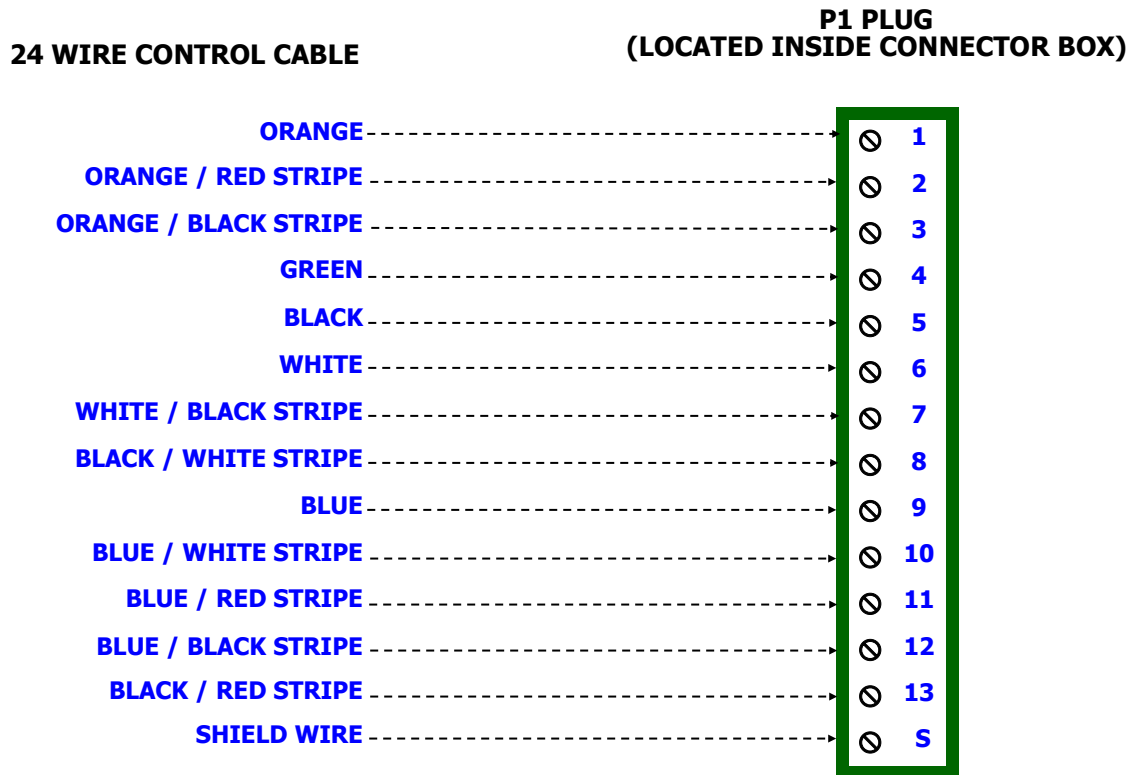 P1 PLUG
(LOCATED INSIDE CONNECTOR BOX)
24 WIRE CONTROL CABLE
ORANGE 1
ORANGE / RED STRIPE 2
ORANGE / BLACK STRIPE 3
GREEN 4
BLACK 5
WHITE 6
WHITE / BLACK STRIPE 7
BLACK / WHITE STRIPE 8
BLUE 9
BLUE / WHITE STRIPE 10
BLUE / RED STRIPE 11
BLUE / BLACK STRIPE 12
BLACK / RED STRIPE 13
SHIELD WIRE S